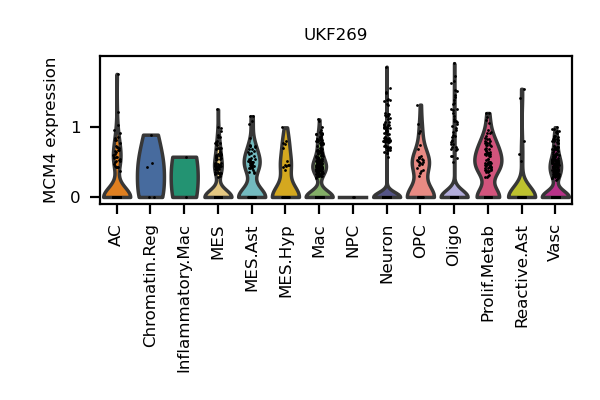 UKF269
MCM4 expression
1
0
AC
Chromatin.Reg
Inflammatory.Mac
MES
MES.Ast
MES.Hyp
Mac
NPC
Neuron
OPC
Oligo
Prolif.Metab
Reactive.Ast
Vasc